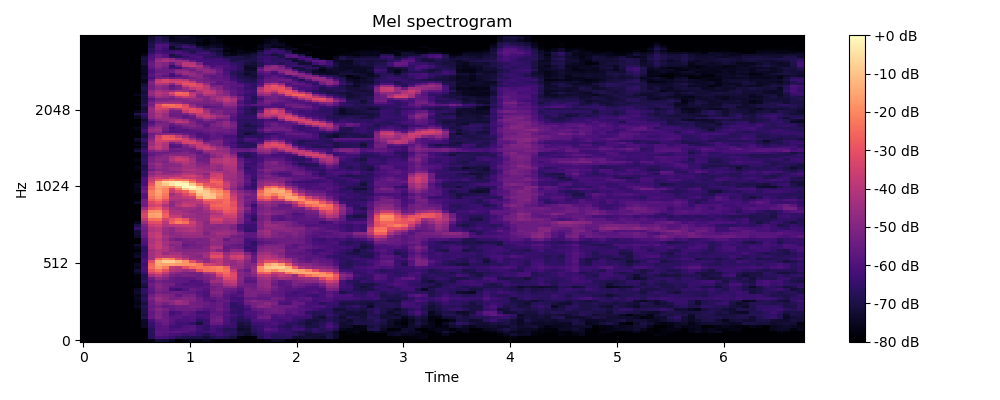 Mel spectrogram
Hz
2048
1024
512
0
0 1 2 3 4 5 6
Time
+0 dB
-10 dB
-20 dB
-30 dB
-40 dB
-50 dB
-60 dB
-70 dB
-80 dB